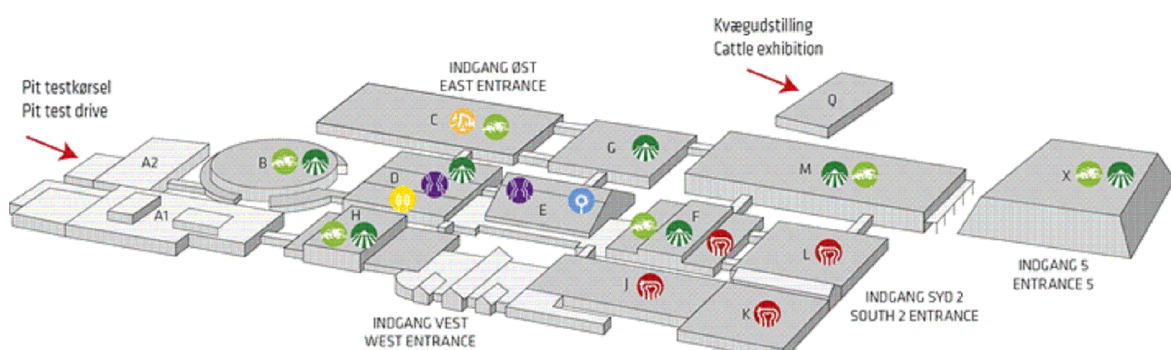 Kvægudstilling
Cattle exhibition
INDGANG ØST
EAST ENTRANCE
Pit testkørsel
Pit test drive
Q
C
G
A2
B
M
X
D
E
A1
H
F
L
J
K
INDGANG 5
ENTRANCE 5
INDGANG SYD 2
SOUTH 2 ENTRANCE
INDGANG VEST
WEST ENTRANCE